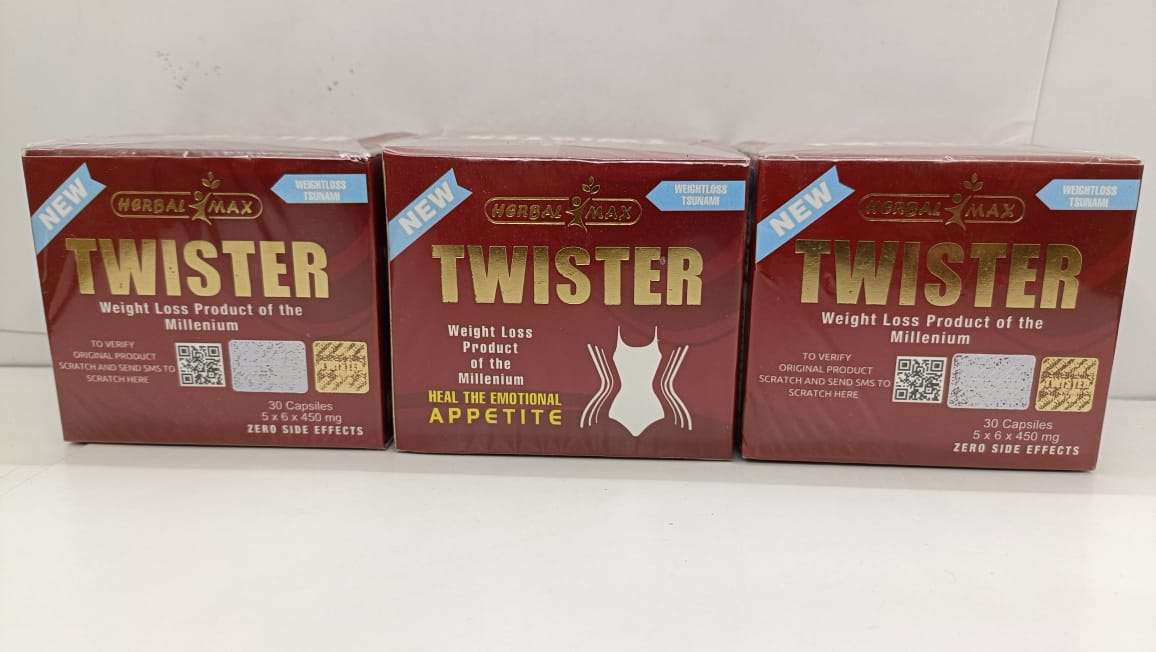 NEW
HERBAL MAX
WEIGHTLOSS
TSUNAMI
TWISTER
Weight Loss Product of the
Millenium
TO VERIFY
ORIGINAL PRODUCT
SCRATCH AND SEND SMS TO
SCRATCH HERE
TWISTER
30 Capsiles
5 x 6 x 450 mg
ZERO SIDE EFFECTS
NEW
HERBAL MAX
WEIGHTLOSS
TSUNAMI
TWISTER
Weight Loss
Product
of the
Millenium
HEAL THE EMOTIONAL
APPETITE
NEW
HERBAL MAX
WEIGHTLOSS
TSUNAMI
TWISTER
Weight Loss Product of the
Millenium
TO VERIFY
ORIGINAL PRODUCT
SCRATCH AND SEND SMS TO
SCRATCH HERE
TWISTER
30 Capsiles
5 x 6 x 450 mg
ZERO SIDE EFFECTS